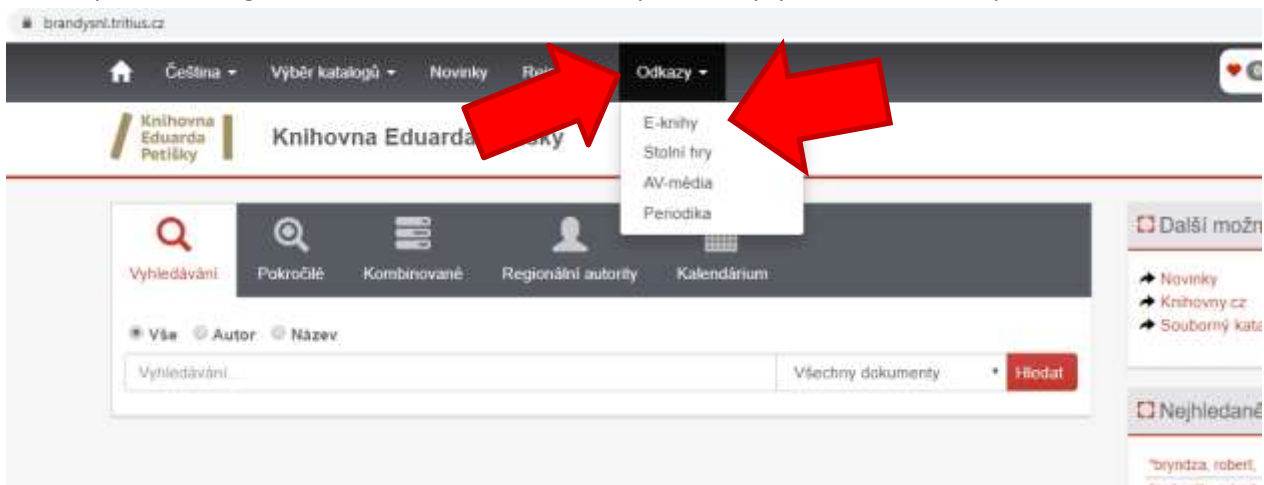 brandysnl.tritius.cz
Čeština
Výběr katalogů
Novinky
Odkazy
0
Knihovna
Eduarda
Petišky
Knihovna Eduarda
E-knihy
Stolní hry
AV-média
Periodika
Vyhledávání
Pokročilé
Kombinované
Regionální autority
Kalendárium
Vše Autor Název
Vyhledávání...
Všechny dokumenty
Hledat
Další možn
Novinky
Knihovny.cz
Souborný kata
Nejhledaně
*bryndza, robert,